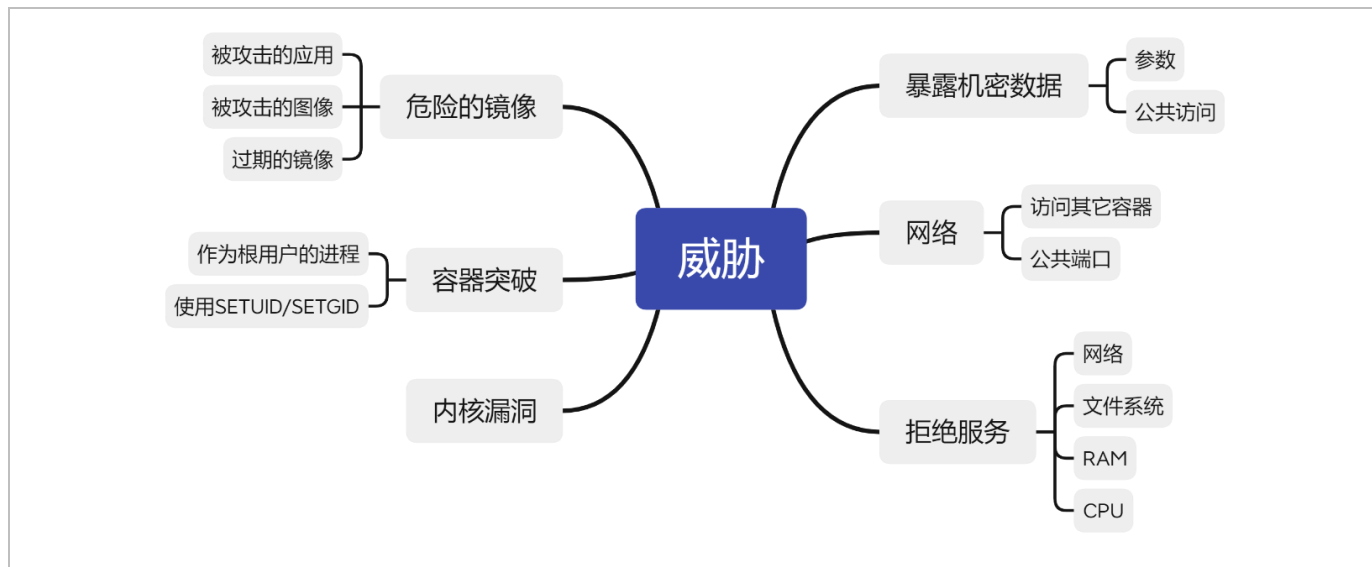 被攻击的应用
被攻击的图像
过期的镜像
危险的镜像
作为根用户的进程
使用SETUID/SETGID
容器突破
内核漏洞
威胁
暴露机密数据
参数
公共访问
网络
访问其它容器
公共端口
拒绝服务
网络
文件系统
RAM
CPU